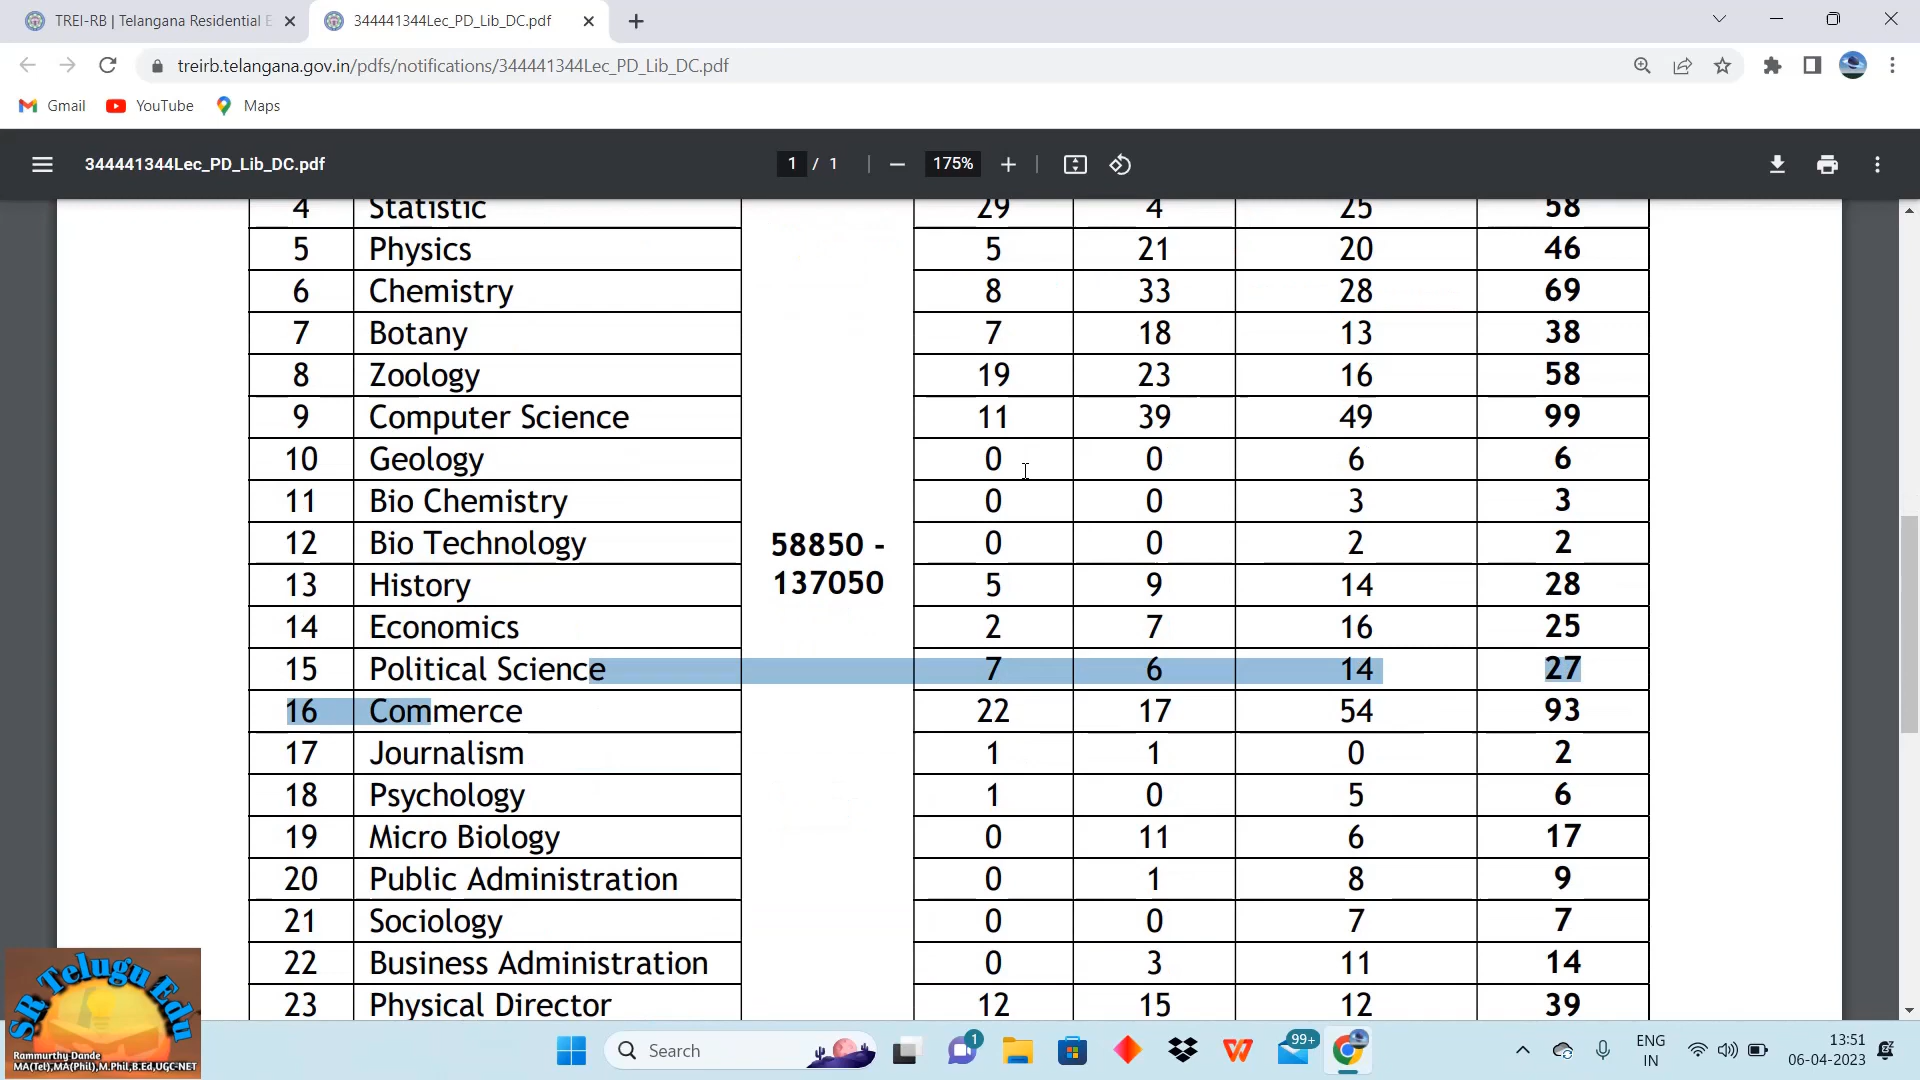 TREI-RB | Telangana Residential E
344441344Lec_PD_Lib_DC.pdf
treirb.telangana.gov.in/pdfs/notifications/344441344Lec_PD_Lib_DC.pdf
Gmail YouTube Maps
344441344Lec_PD_Lib_DC.pdf 1 / 1 175%
4 Statistic 29 4 25 58
5 Physics 5 21 20 46
6 Chemistry 8 33 28 69
7 Botany 7 18 13 38
8 Zoology 19 23 16 58
9 Computer Science 11 39 49 99
10 Geology 0 0 6 6
11 Bio Chemistry 0 0 3 3
12 Bio Technology 0 0 2 2
58850 -
137050
13 History 5 9 14 28
14 Economics 2 7 16 25
15 Political Science 7 6 14 27
16 Commerce 22 17 54 93
17 Journalism 1 1 0 2
18 Psychology 1 0 5 6
19 Micro Biology 0 11 6 17
20 Public Administration 0 1 8 9
21 Sociology 0 0 7 7
22 Business Administration 0 3 11 14
23 Physical Director 12 15 12 39
SR Telugu Edu
Rammurthy Dande
MA(Tel),MA(Phil),M.Phil,B.Ed,UGC-NET
Search
1
99+
ENG
IN
13:51
06-04-2023